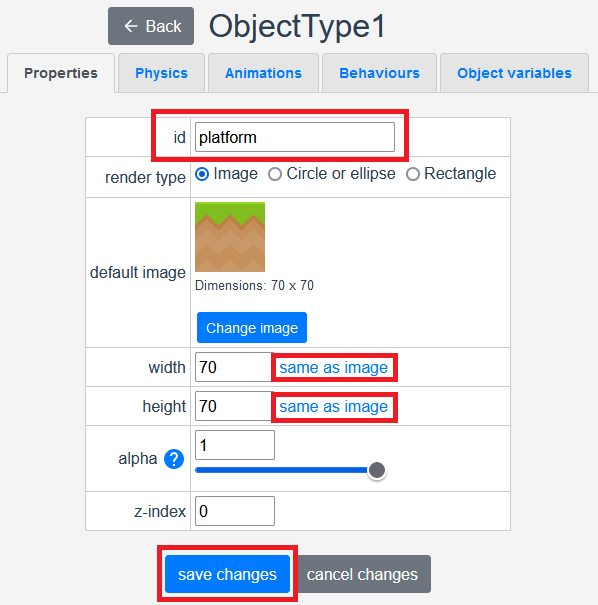 ← Back ObjectType1
Properties Physics Animations Behaviours Object variables
id platform
render type Image Circle or ellipse Rectangle
default image
Dimensions: 70 x 70
Change image
width 70 same as image
height 70 same as image
alpha ? 1
z-index 0
save changes cancel changes